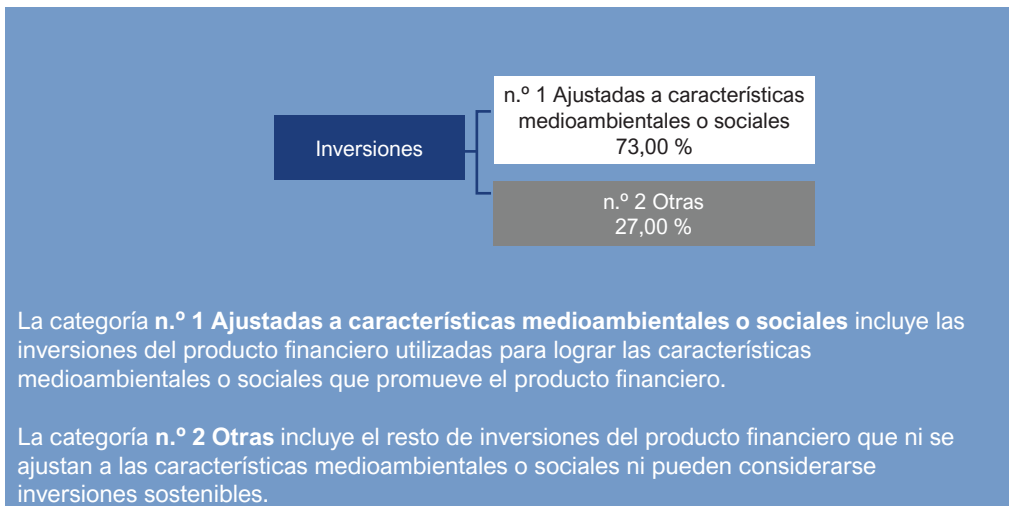 Inversiones
n.º 1 Ajustadas a características
medioambientales o sociales
73,00 %
n.º 2 Otras
27,00 %
La categoría n.º 1 Ajustadas a características medioambientales o sociales incluye las
inversiones del producto financiero utilizadas para lograr las características
medioambientales o sociales que promueve el producto financiero.
La categoría n.º 2 Otras incluye el resto de inversiones del producto financiero que ni se
ajustan a las características medioambientales o sociales ni pueden considerarse
inversiones sostenibles.